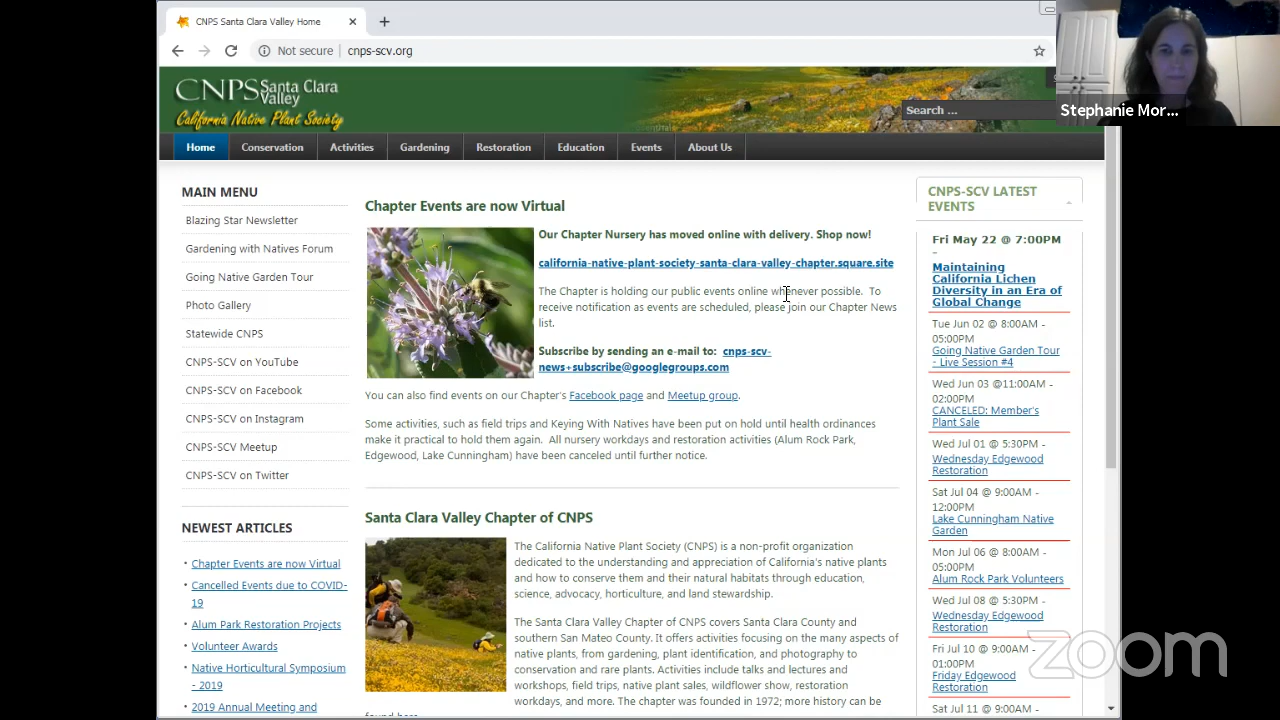 CNPS Santa Clara Valley Home
Not secure | cnps-scv.org
Stephanie Mor...
CNPS Santa Clara
Valley
California Native Plant Society
Search ...
Home
Conservation
Activities
Gardening
Restoration
Education
Events
About Us
MAIN MENU
Blazing Star Newsletter
Gardening with Natives Forum
Going Native Garden Tour
Photo Gallery
Statewide CNPS
CNPS-SCV on YouTube
CNPS-SCV on Facebook
CNPS-SCV on Instagram
CNPS-SCV Meetup
CNPS-SCV on Twitter
NEWEST ARTICLES
Chapter Events are now Virtual
Cancelled Events due to COVID-
19
Alum Park Restoration Projects
Volunteer Awards
Native Horticultural Symposium
- 2019
2019 Annual Meeting and
Chapter Events are now Virtual
Our Chapter Nursery has moved online with delivery. Shop now!
california-native-plant-society-santa-clara-valley-chapter.square.site
The Chapter is holding our public events online whenever possible. To
receive notification as events are scheduled, please join our Chapter News
list.
Subscribe by sending an e-mail to: cnps-scv-
news+subscribe@googlegroups.com
You can also find events on our Chapter's Facebook page and Meetup group.
Some activities, such as field trips and Keying With Natives have been put on hold until health ordinances
make it practical to hold them again. All nursery workdays and restoration activities (Alum Rock Park,
Edgewood, Lake Cunningham) have been canceled until further notice.
Santa Clara Valley Chapter of CNPS
The California Native Plant Society (CNPS) is a non-profit organization
dedicated to the understanding and appreciation of California's native plants
and how to conserve them and their natural habitats through education,
science, advocacy, horticulture, and land stewardship.
The Santa Clara Valley Chapter of CNPS covers Santa Clara County and
southern San Mateo County. It offers activities focusing on the many aspects of
native plants, from gardening, plant identification, and photography to
conservation and rare plants. Activities include talks and lectures and
workshops, field trips, native plant sales, wildflower show, restoration
workdays, and more. The chapter was founded in 1972; more history can be
found here
CNPS-SCV LATEST
EVENTS
Fri May 22 @ 7:00PM
-
Maintaining
California Lichen
Diversity in an Era of
Global Change
Tue Jun 02 @ 8:00AM -
05:00PM
Going Native Garden Tour
- Live Session #4
Wed Jun 03 @11:00AM -
02:00PM
CANCELED: Member's
Plant Sale
Wed Jul 01 @ 5:30PM -
Wednesday Edgewood
Restoration
Sat Jul 04 @ 9:00AM -
12:00PM
Lake Cunningham Native
Garden
Mon Jul 06 @ 8:00AM -
05:00PM
Alum Rock Park Volunteers
Wed Jul 08 @ 5:30PM -
Wednesday Edgewood
Restoration
Fri Jul 10 @ 9:00AM -
01:00PM
Friday Edgewood
Restoration
Sat Jul 11 @ 9:00AM -
zoom